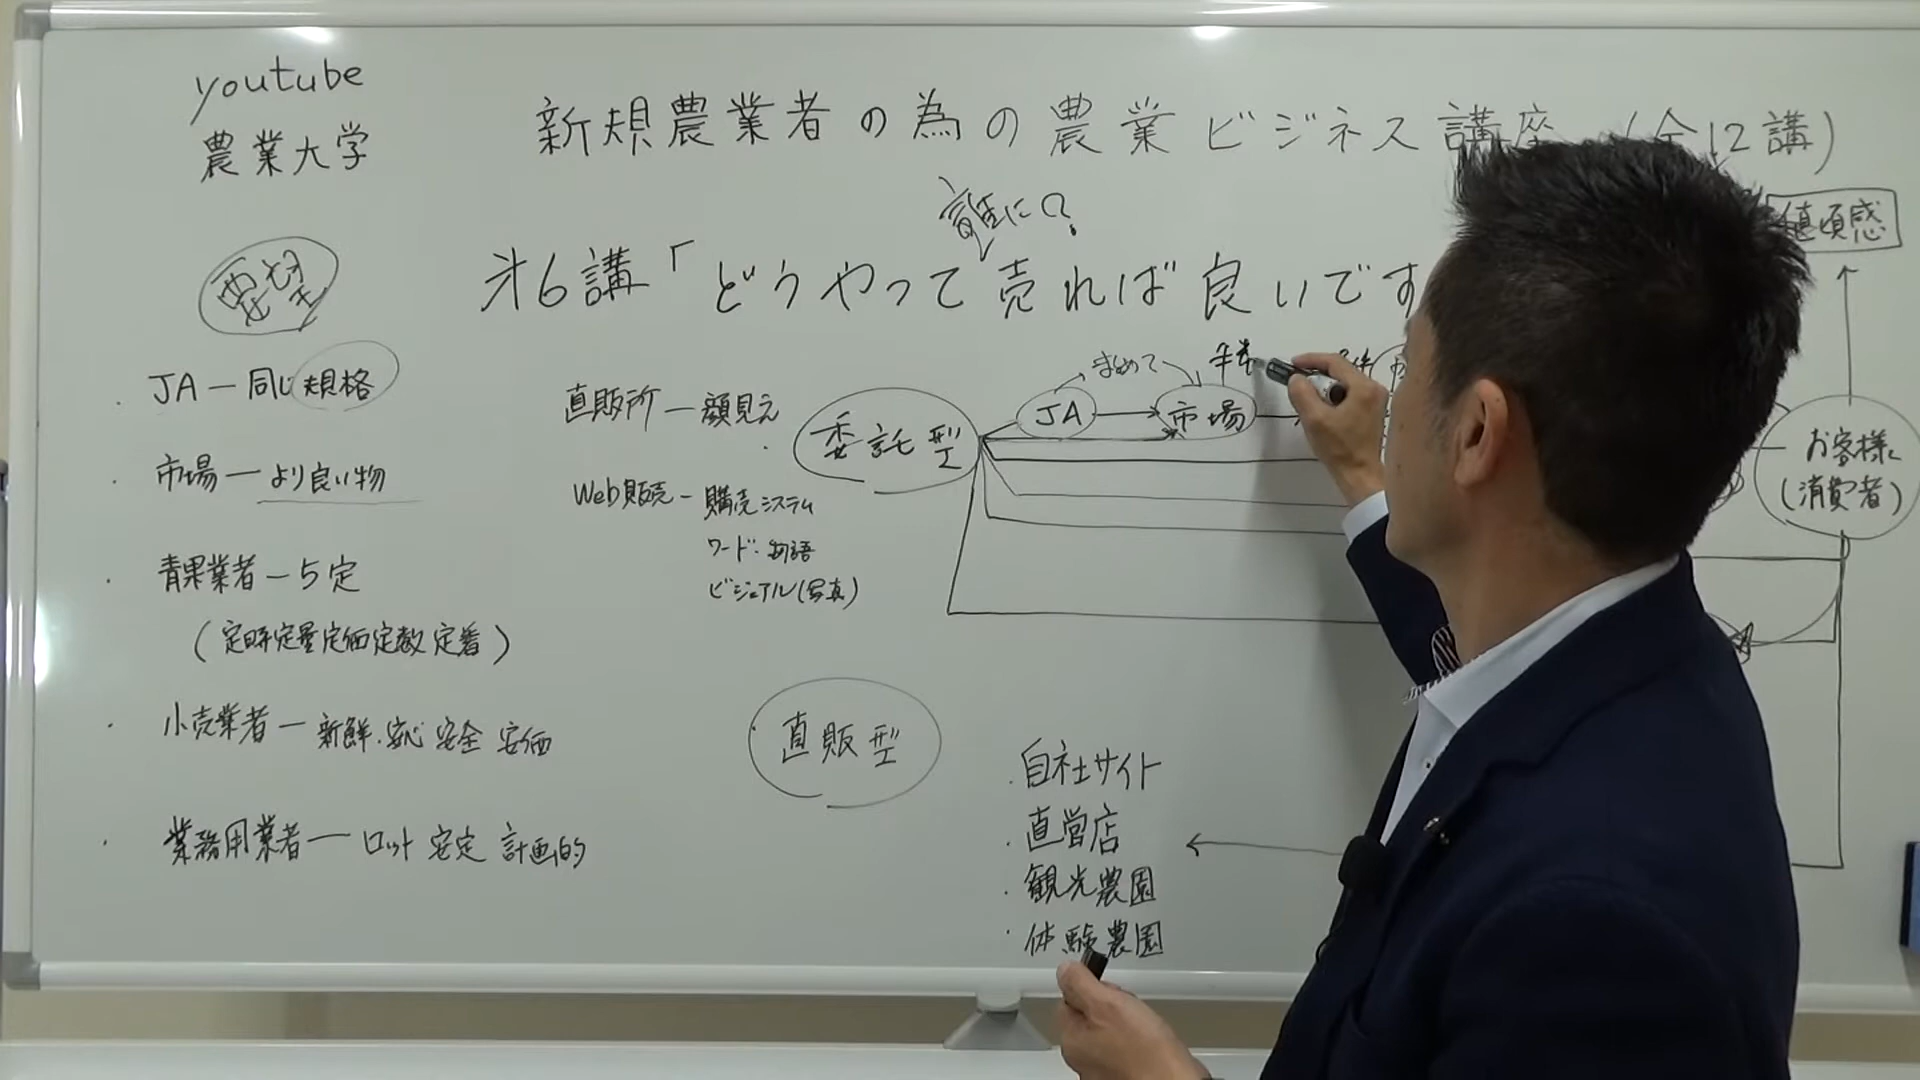 youtube
農業大学
新規農業者の為の農業ビジネス講座 (全12講)
誰に?
才6講「どうやって売れば良いです
要望
JA ー 同じ規格
市場 ー より良い物
青果業者 ー 5定
(定時定量定価定数定着)
小売業者 ー 新鮮.安心 安全 安価
業務用業者 ー ロット 安定 計画的
直販所 ー 顔見え
Web販売 - 購売システム
ワード:物語
ビジュアル(写真)
委託型
JA
まとめて
市場
値頃感
お客様
(消費者)
直販型
・自社サイト
・直営店
・観光農園
・体験農園